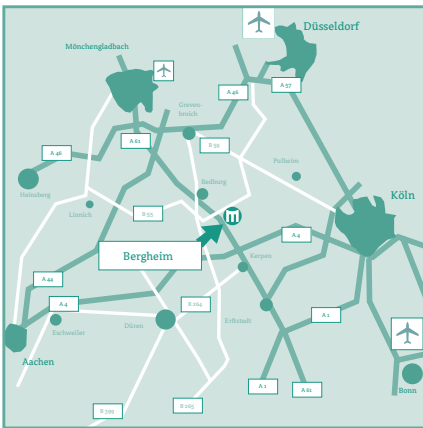 Düsseldorf
Mönchengladbach
A 57
A 46
Greven-
broich
A 61
B 59
A 46
Pulheim
Bedburg
Heinsberg
Köln
Linnich
B 55
A 4
Bergheim
Kerpen
A 44
A 4
B 264
A 1
Eschweiler
Düren
Erftstadt
Aachen
A 1
A 61
Bonn
B 399
B 265